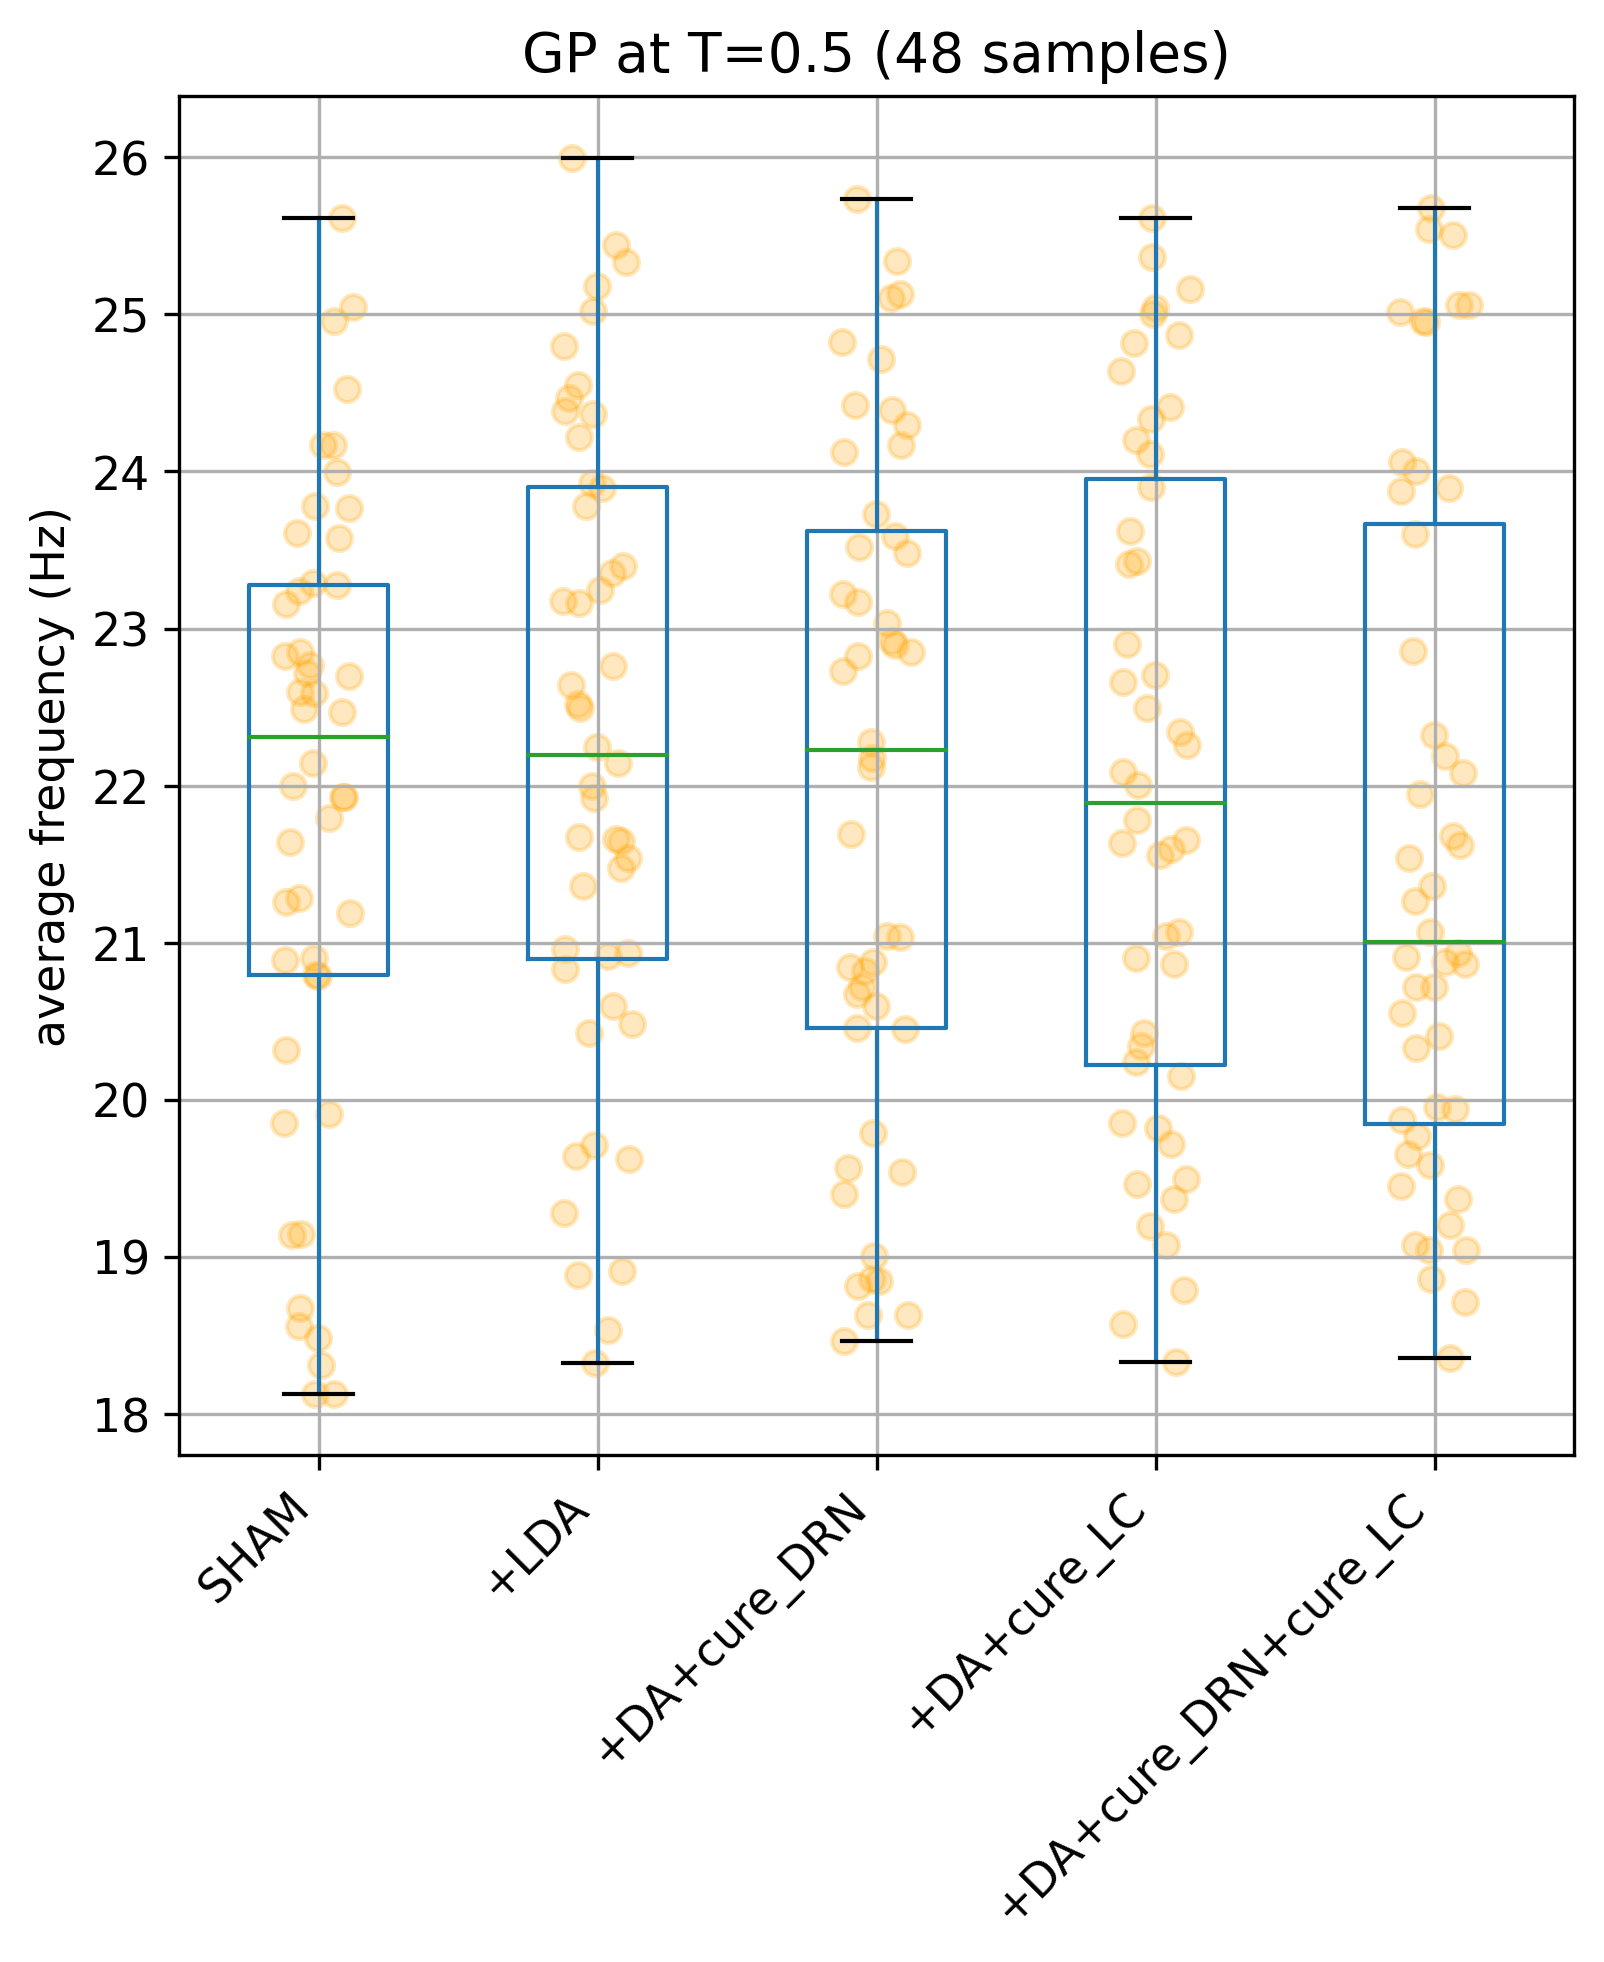 GP at T=0.5 (48 samples)
average frequency (Hz)
26
25
24
23
22
21
20
19
18
SHAM
+LDA
+DA+cure_DRN
+DA+cure_LC
+DA+cure_DRN+cure_LC